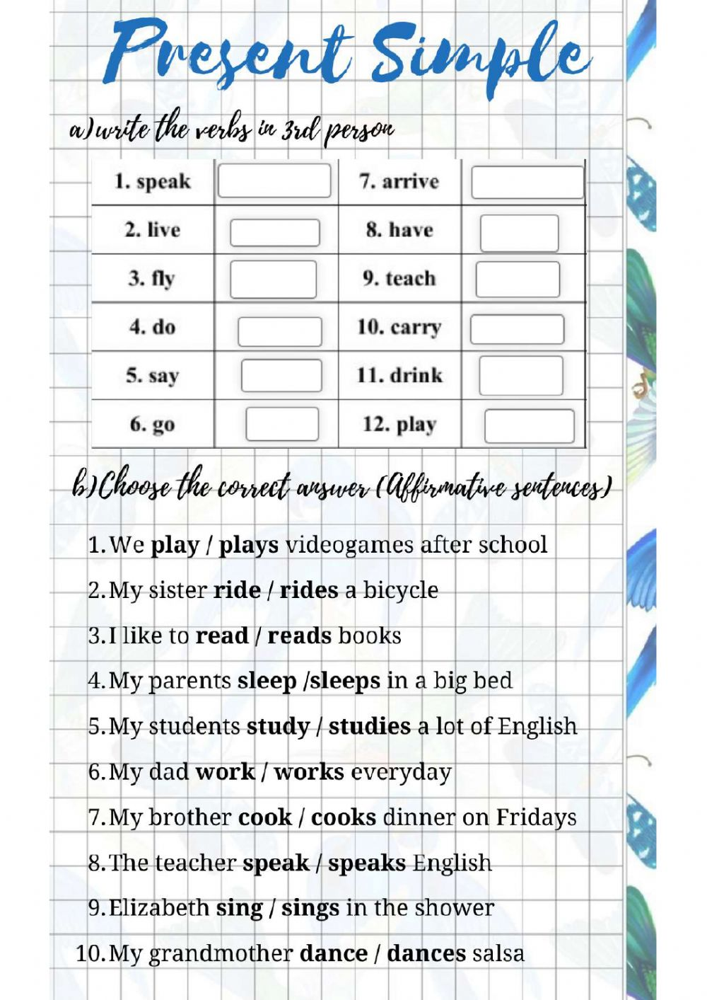 Present Simple
a) write the verbs in 3rd person
1. speak 7. arrive
2. live 8. have
3. fly 9. teach
4. do 10. carry
5. say 11. drink
6. go 12. play
b) Choose the correct answer (Affirmative sentences)
1. We play / plays videogames after school
2. My sister ride / rides a bicycle
3. I like to read / reads books
4. My parents sleep /sleeps in a big bed
5. My students study / studies a lot of English
6. My dad work / works everyday
7. My brother cook / cooks dinner on Fridays
8. The teacher speak / speaks English
9. Elizabeth sing / sings in the shower
10. My grandmother dance / dances salsa